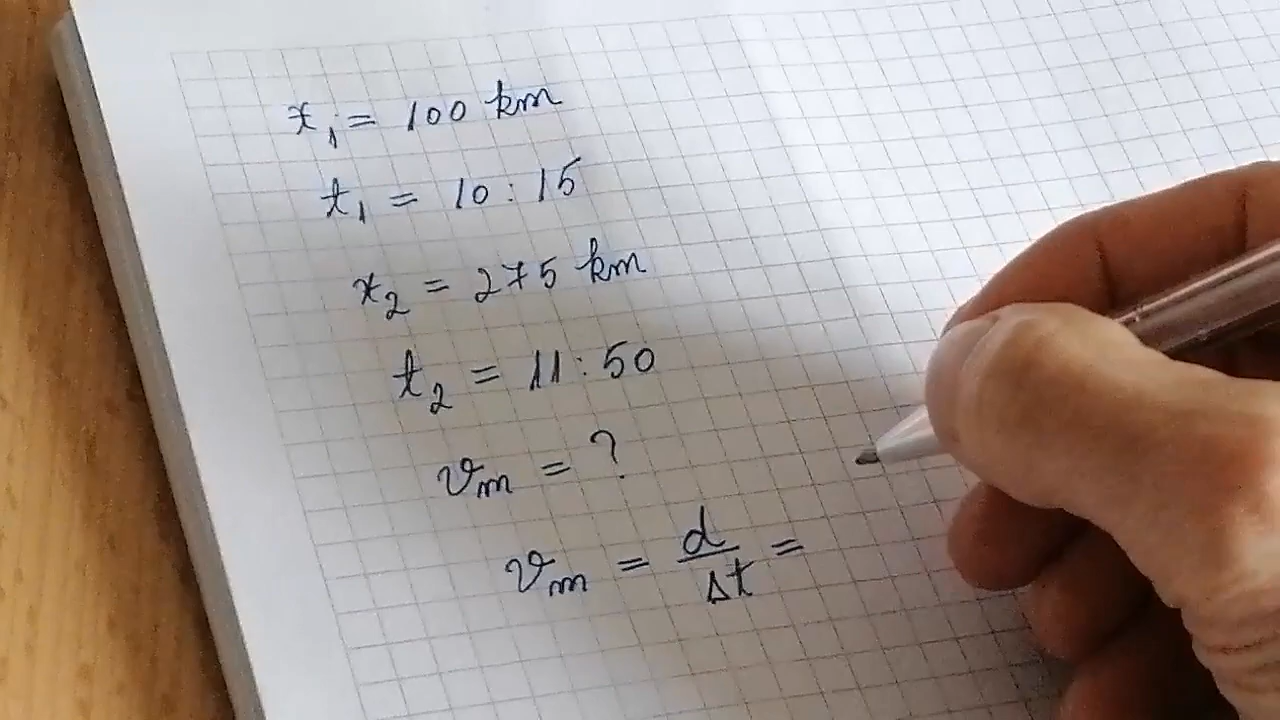 x₁ = 100 km
t₁ = 10 : 15
x₂ = 275 km
t₂ = 11 : 50
vₘ = ?
vₘ = d/Δt =